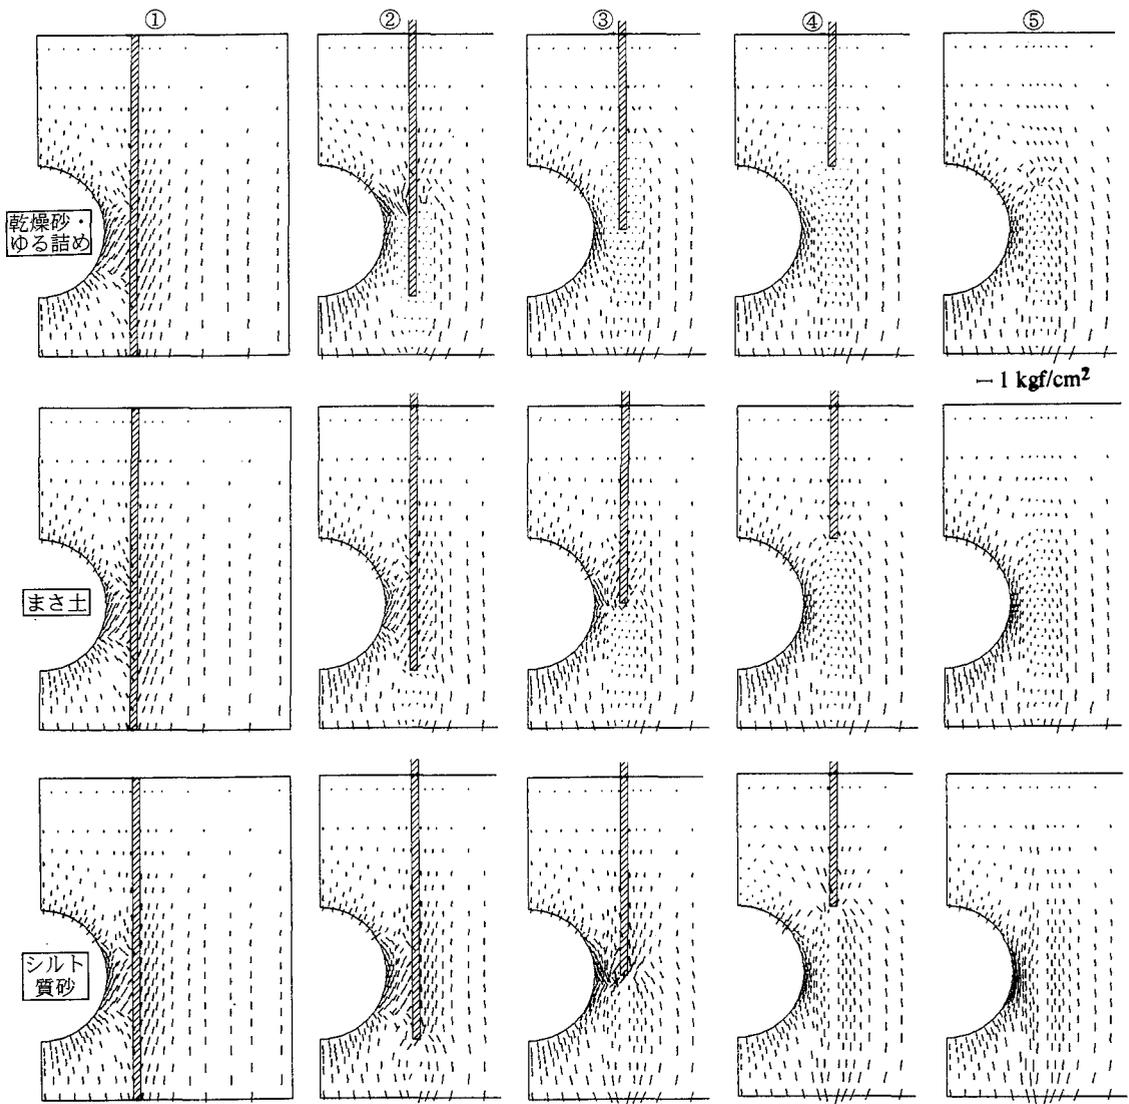 ① ② ③ ④ ⑤
乾燥砂・
ゆる詰め
1 kgf/cm²
まさ土
シルト
質砂